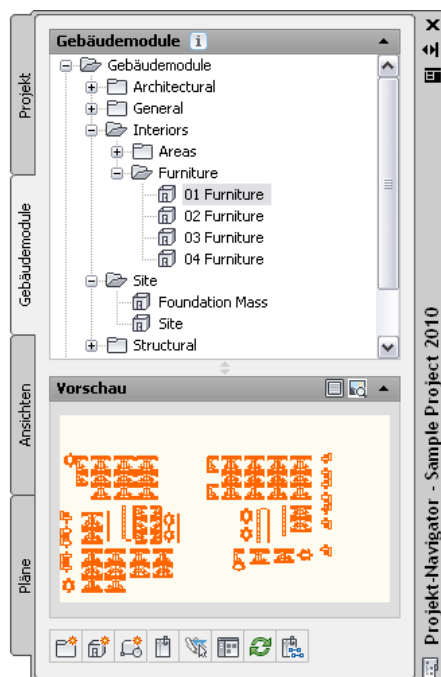 Gebäudemodule
Gebäudemodule
Architectural
General
Interiors
Areas
Furniture
01 Furniture
02 Furniture
03 Furniture
04 Furniture
Site
Foundation Mass
Site
Structural
Vorschau
Projekt
Gebäudemodule
Ansichten
Pläne
Projekt-Navigator - Sample Project 2010